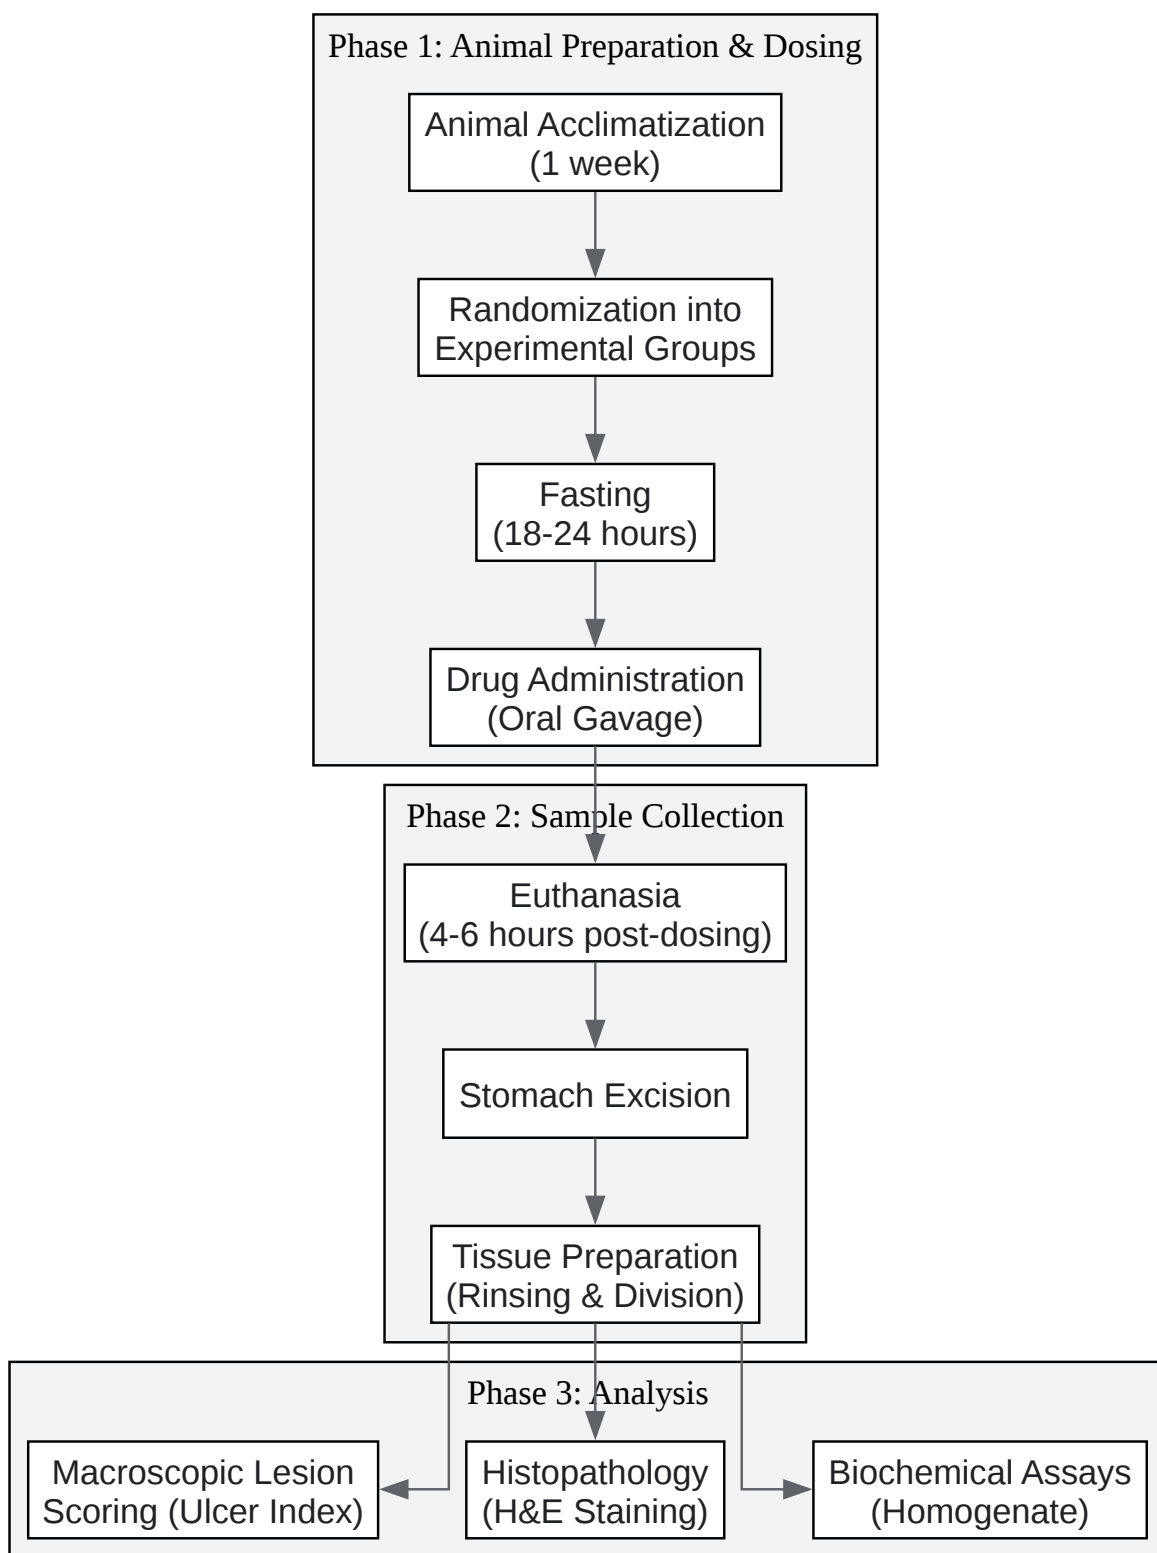 Phase 1: Animal Preparation & Dosing
Animal Acclimatization
(1 week)
Randomization into
Experimental Groups
Fasting
(18-24 hours)
Drug Administration
(Oral Gavage)
Phase 2: Sample Collection
Euthanasia
(4-6 hours post-dosing)
Stomach Excision
Tissue Preparation
(Rinsing & Division)
Phase 3: Analysis
Macroscopic Lesion
Scoring (Ulcer Index)
Histopathology
(H&E Staining)
Biochemical Assays
(Homogenate)